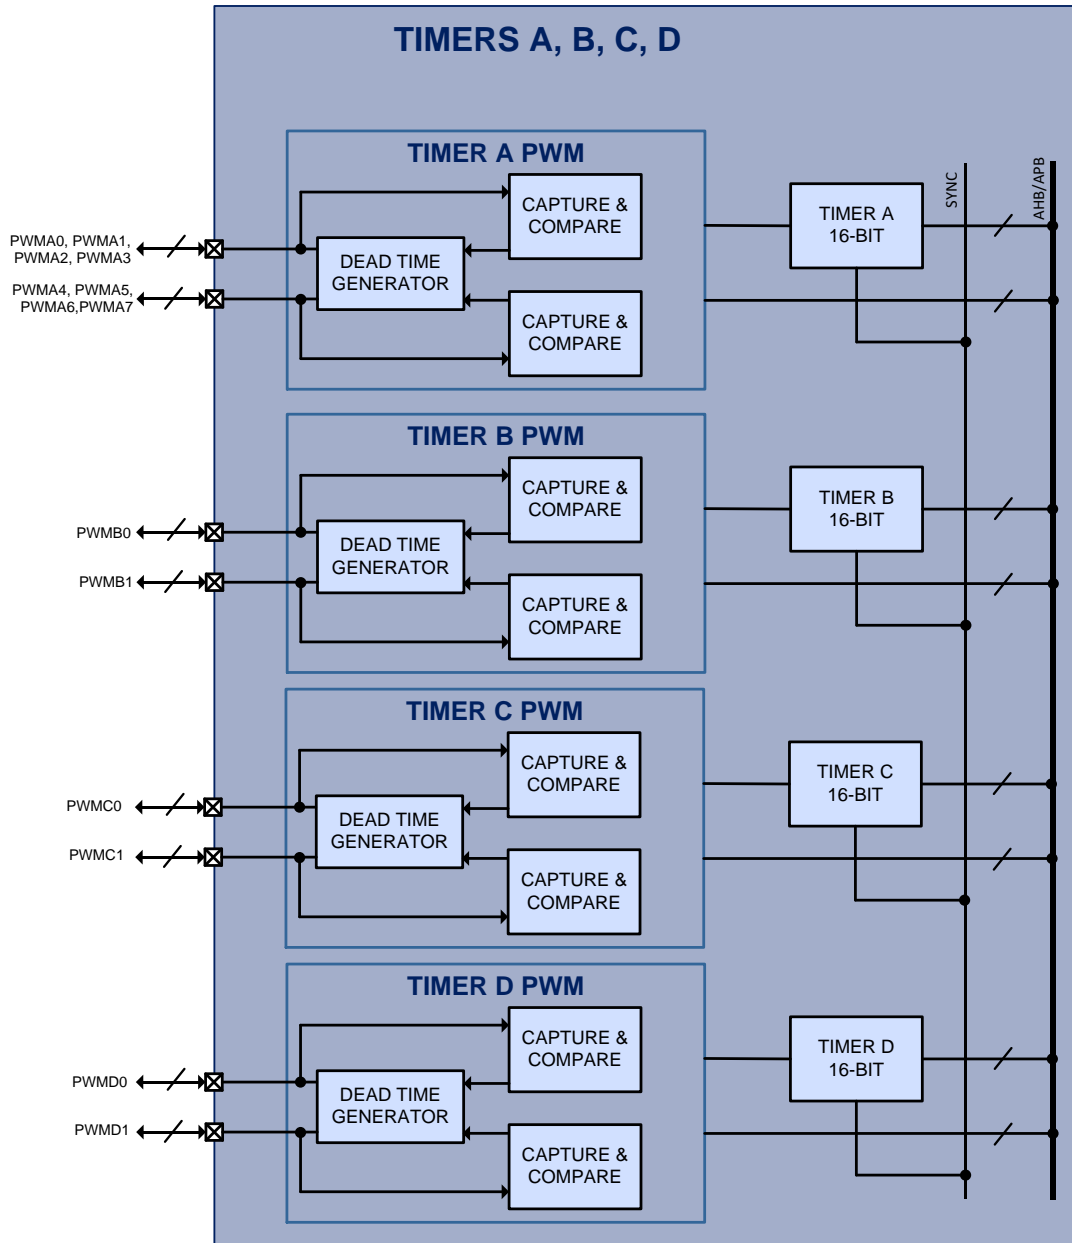 TIMERS A, B, C, D
TIMER A PWM
CAPTURE &
COMPARE
TIMER A
16-BIT
SYNC
AHB/APB
PWMA0, PWMA1,
PWMA2, PWMA3
DEAD TIME
GENERATOR
PWMA4, PWMA5,
PWMA6,PWMA7
CAPTURE &
COMPARE
TIMER B PWM
CAPTURE &
COMPARE
TIMER B
16-BIT
PWMB0
DEAD TIME
GENERATOR
PWMB1
CAPTURE &
COMPARE
TIMER C PWM
CAPTURE &
COMPARE
TIMER C
16-BIT
PWMC0
DEAD TIME
GENERATOR
PWMC1
CAPTURE &
COMPARE
TIMER D PWM
CAPTURE &
COMPARE
TIMER D
16-BIT
PWMD0
DEAD TIME
GENERATOR
PWMD1
CAPTURE &
COMPARE